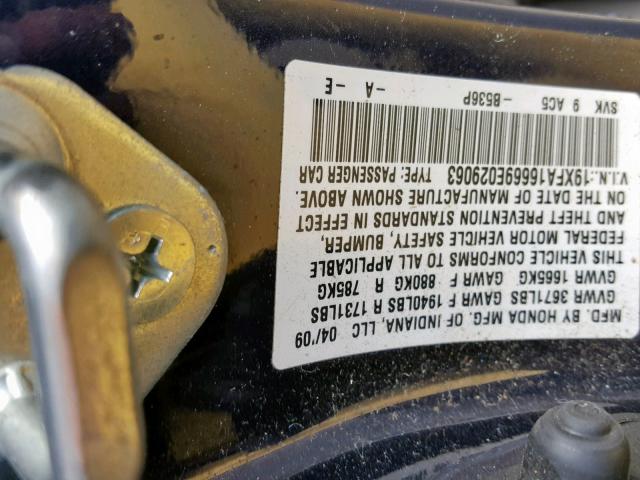 MFD. BY HONDA MFG. OF INDIANA, LLC 04/'09
GVWR 3671LBS GAWR F 1940LBS R 1731LBS
GVWR 1665KG GAWR F 880KG R 785KG
THIS VEHICLE CONFORMS TO ALL APPLICABLE
FEDERAL MOTOR VEHICLE SAFETY, BUMPER,
AND THEFT PREVENTION STANDARDS IN EFFECT
ON THE DATE OF MANUFACTURE SHOWN ABOVE.
V.I.N.:19XFA16669E029063 TYPE: PASSENGER CAR
SVK 9 AC5 -B536P -A -E